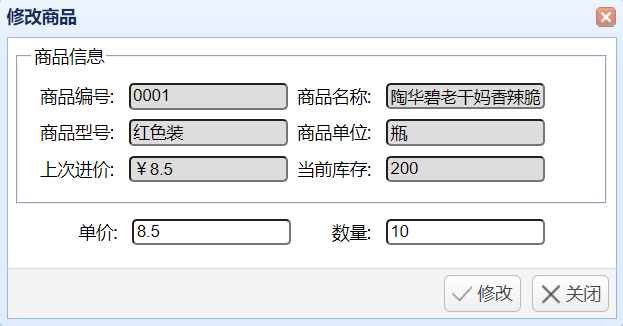 修改商品
商品信息
商品编号: 0001 商品名称: 陶华碧老干妈香辣脆
商品型号: 红色装 商品单位: 瓶
上次进价: ￥8.5 当前库存: 200
单价: 8.5 数量: 10
修改 关闭